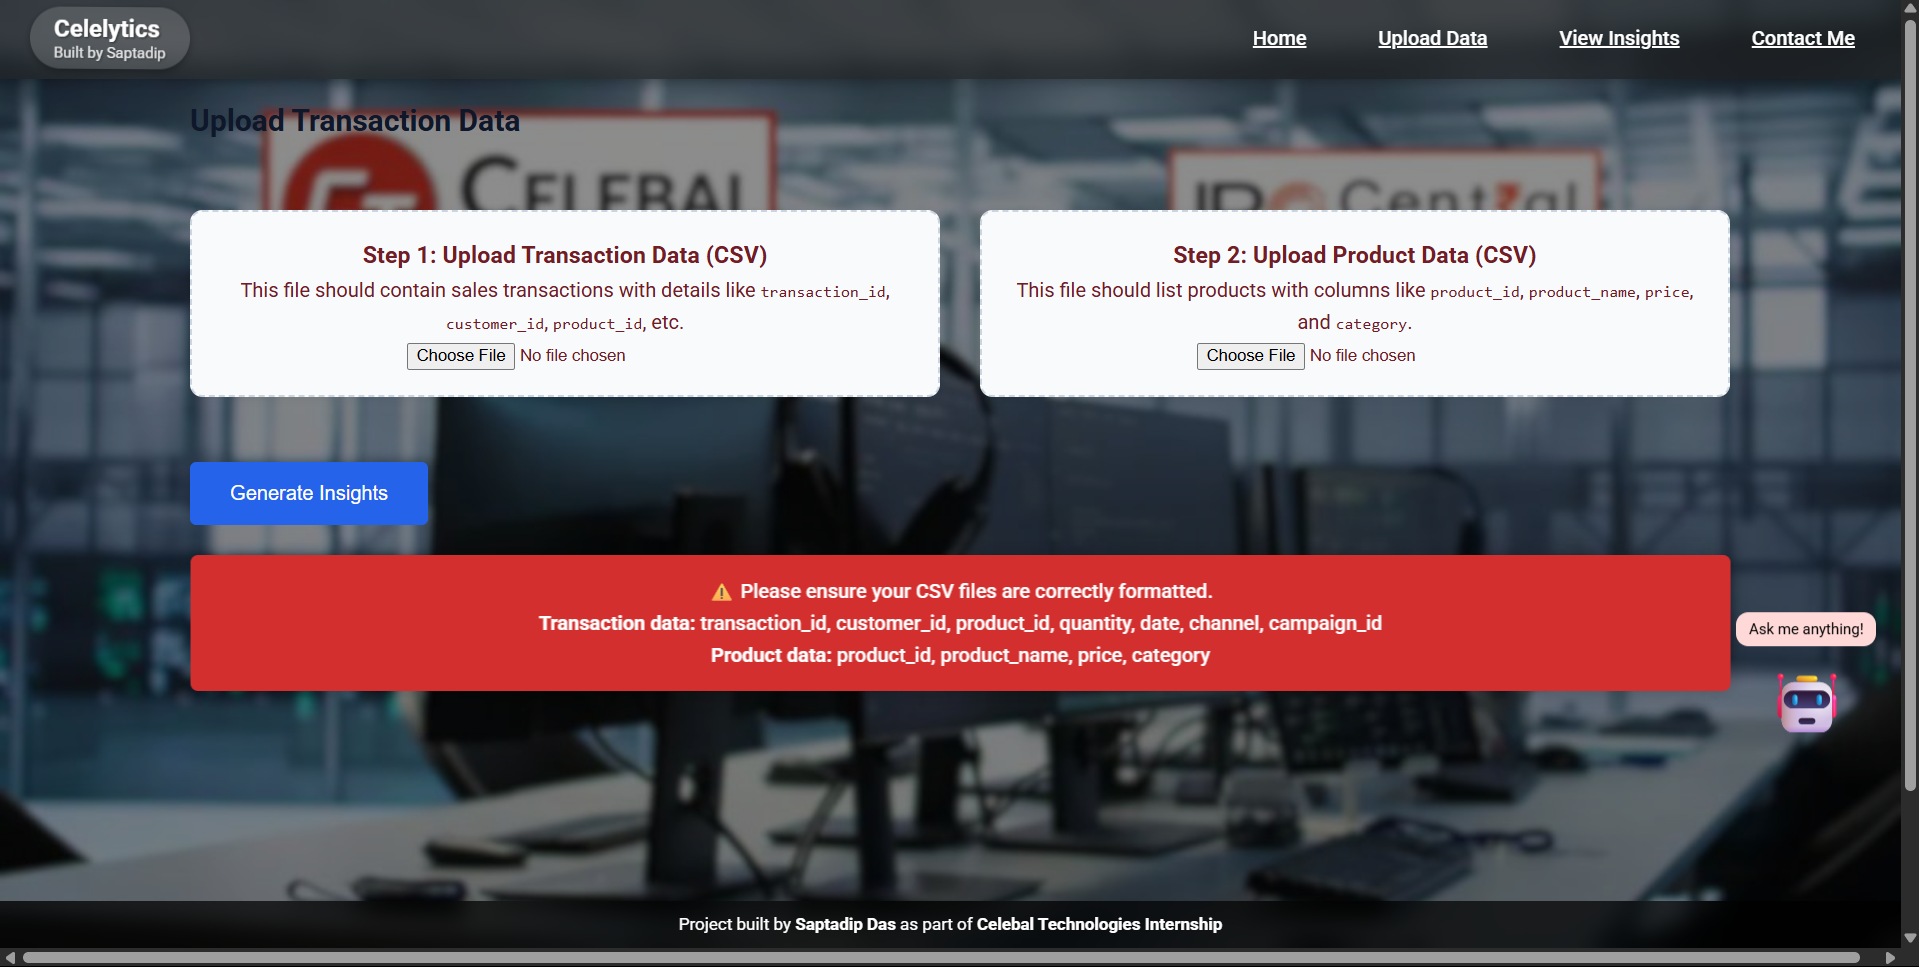 Celelytics
Built by Saptadip
Home
Upload Data
View Insights
Contact Me
Upload Transaction Data
CELEBAL
Step 1: Upload Transaction Data (CSV)
This file should contain sales transactions with details like transaction_id,
customer_id, product_id, etc.
Choose File No file chosen
Step 2: Upload Product Data (CSV)
This file should list products with columns like product_id, product_name, price,
and category.
Choose File No file chosen
Generate Insights
⚠ Please ensure your CSV files are correctly formatted.
Transaction data: transaction_id, customer_id, product_id, quantity, date, channel, campaign_id
Product data: product_id, product_name, price, category
Ask me anything!
Project built by Saptadip Das as part of Celebal Technologies Internship